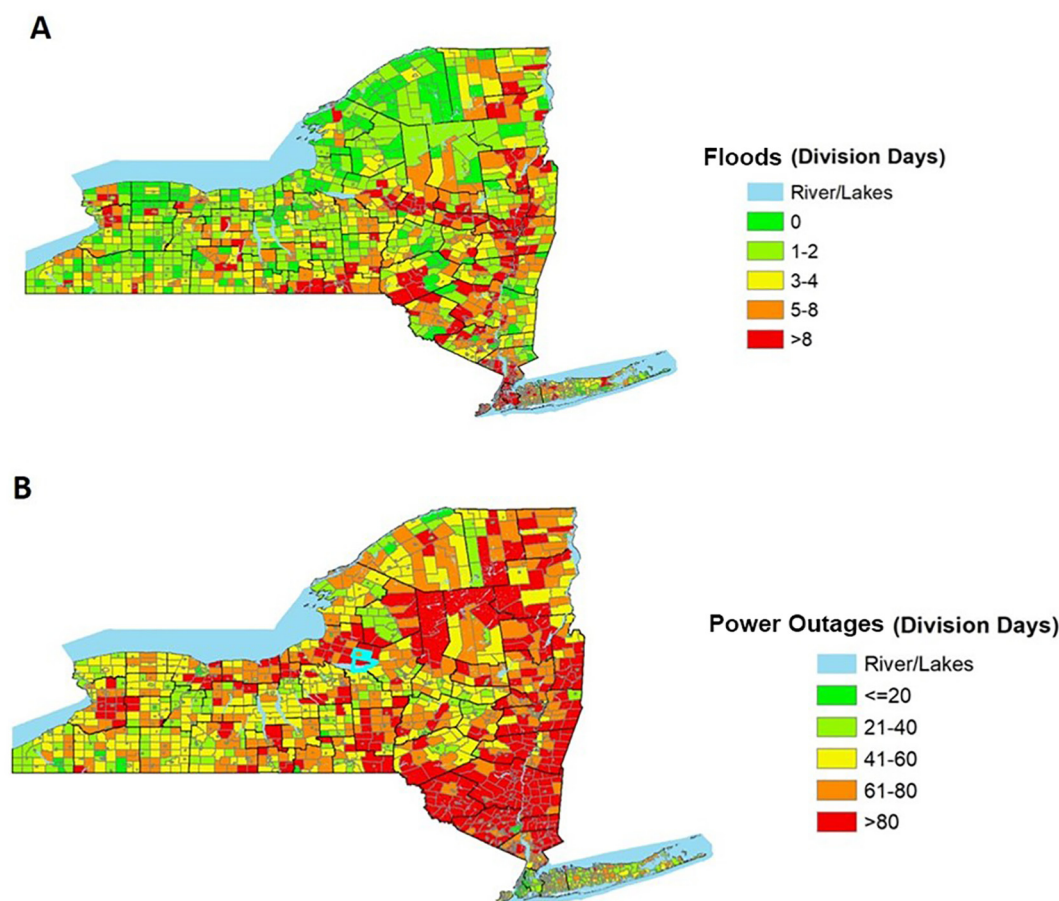 A
Floods (Division Days)
River/Lakes
0
1-2
3-4
5-8
>8
B
Power Outages (Division Days)
River/Lakes
<=20
21-40
41-60
61-80
>80